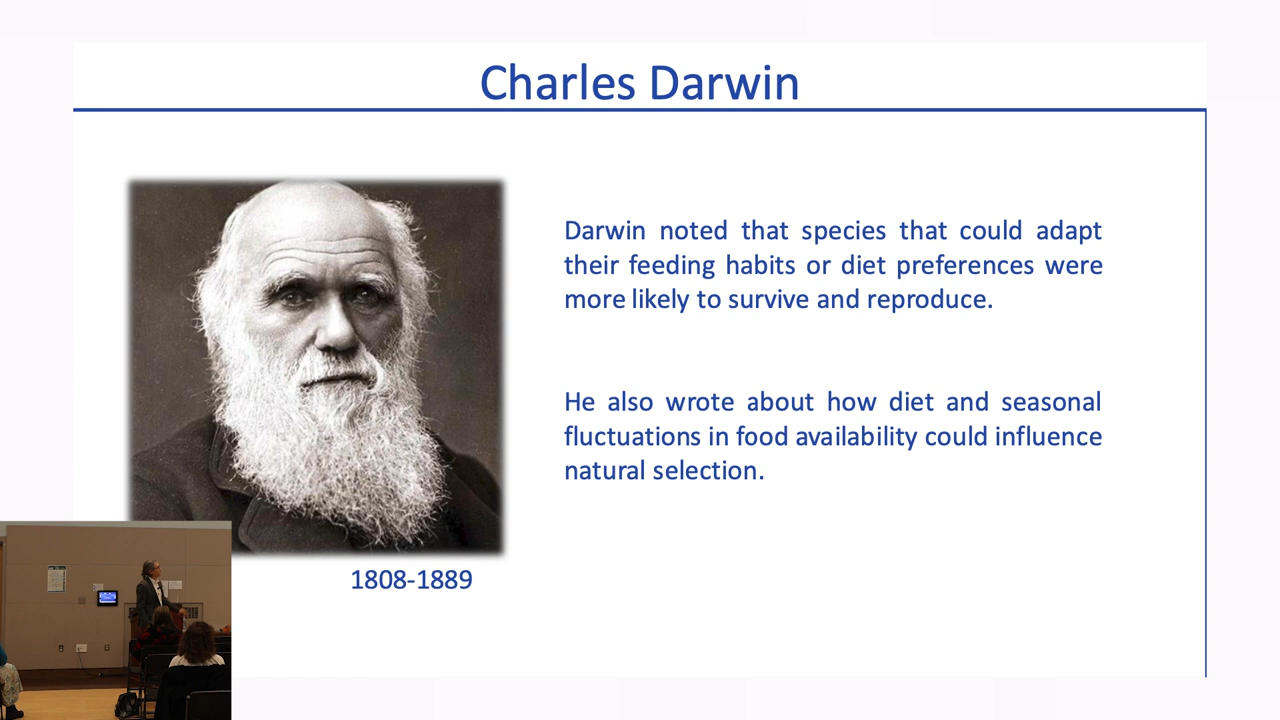 Charles Darwin
Darwin noted that species that could adapt
their feeding habits or diet preferences were
more likely to survive and reproduce.
He also wrote about how diet and seasonal
fluctuations in food availability could influence
natural selection.
1808-1889